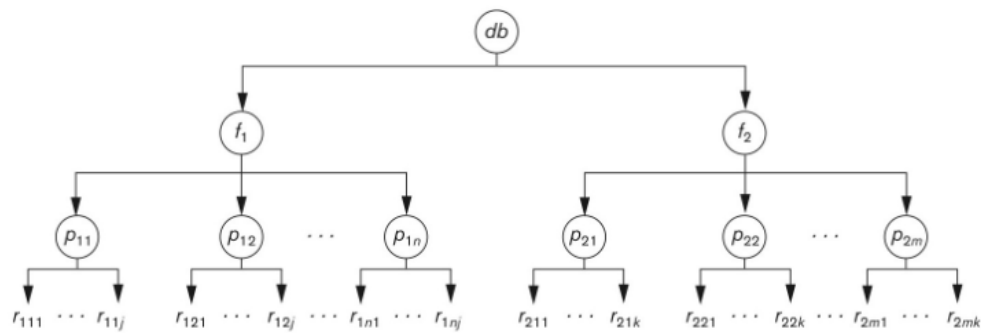 db
f₁ f₂
p₁₁ p₁₂ ... p₁ₙ p₂₁ p₂₂ ... p₂ₘ
r₁₁₁ ... r₁₁ⱼ r₁₂₁ ... r₁₂ⱼ r₁ₙ₁ ... r₁ₙⱼ r₂₁₁ ... r₂₁ₖ r₂₂₁ ... r₂₂ₖ r₂ₘ₁ ... r₂ₘₖ